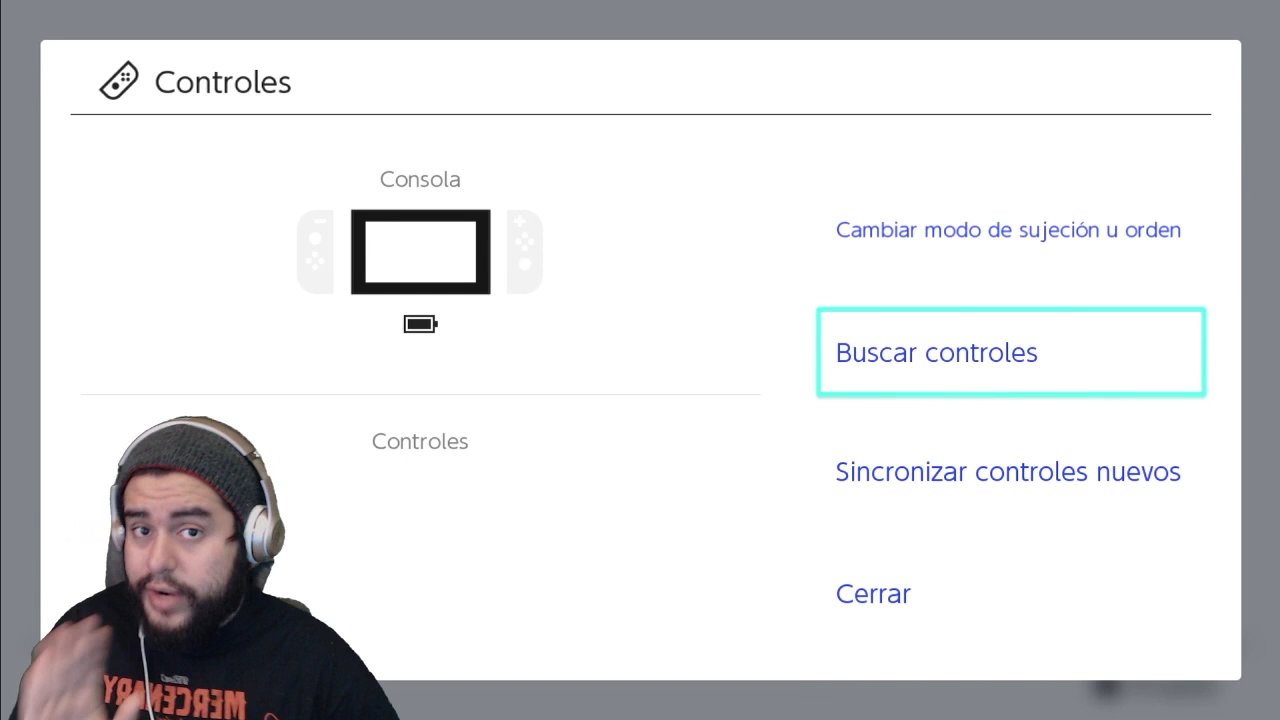 Controles
Consola
Cambiar modo de sujeción u orden
Buscar controles
Controles
Sincronizar controles nuevos
Cerrar
MERCENARY